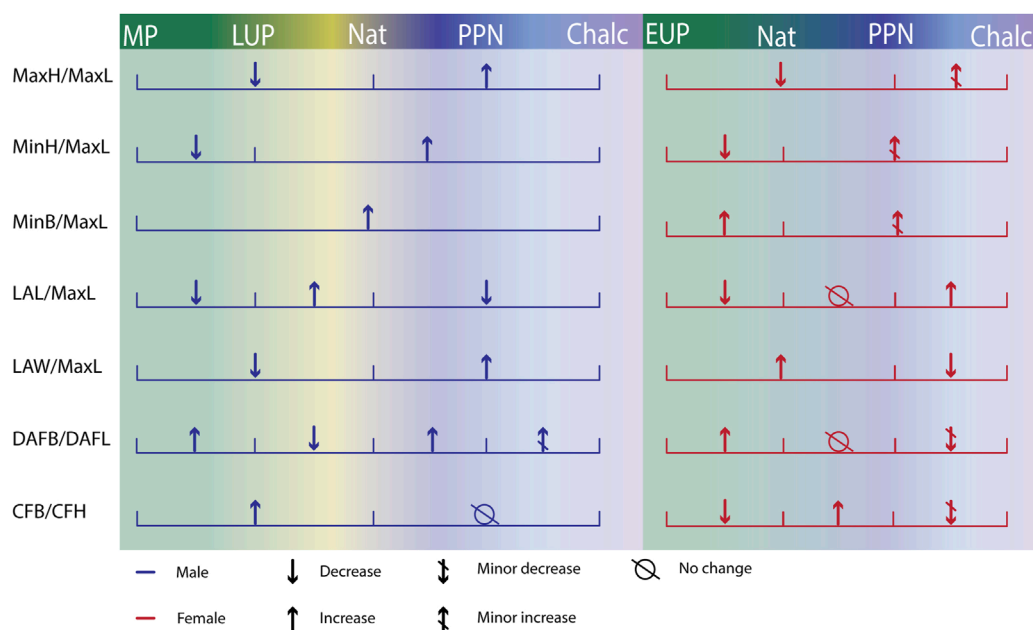 MP LUP Nat PPN Chalc EUP Nat PPN Chalc
MaxH/MaxL
MinH/MaxL
MinB/MaxL
LAL/MaxL
LAW/MaxL
DAFB/DAFL
CFB/CFH
Male Decrease Minor decrease No change
Female Increase Minor increase